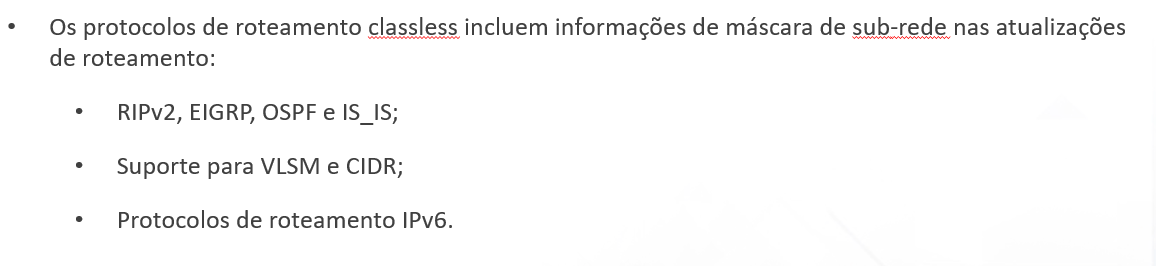 • Os protocolos de roteamento classless incluem informações de máscara de sub-rede nas atualizações
de roteamento:
• RIPv2, EIGRP, OSPF e IS_IS;
• Suporte para VLSM e CIDR;
• Protocolos de roteamento IPv6.